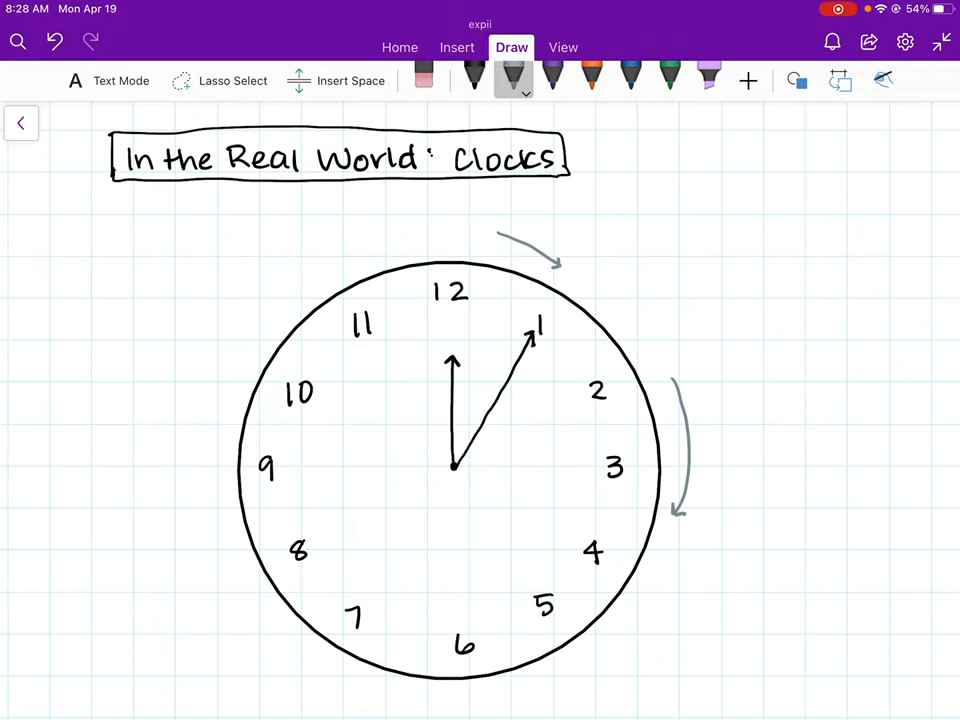 8:28 AM Mon Apr 19
54%
expii
Home Insert Draw View
A Text Mode Lasso Select Insert Space
In the Real World: Clocks
12
11 1
10 2
9 3
8 4
7 5
6